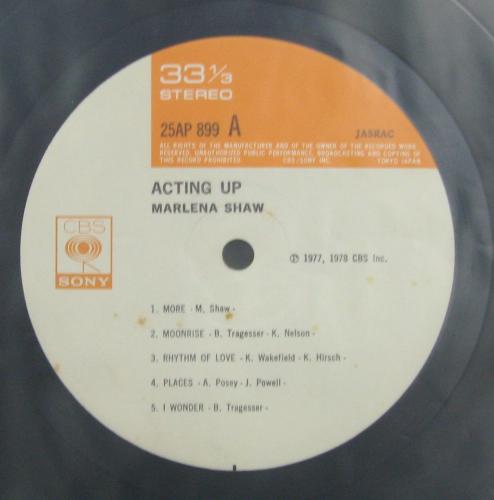 33 1/3
STEREO
25AP 899 A
JASRAC
ALL RIGHTS OF THE MANUFACTURER AND OF THE OWNER OF THE RECORDED WORK
RESERVED. UNAUTHORIZED PUBLIC PERFORMANCE, BROADCASTING AND COPYING OF
THIS RECORD PROHIBITED CBS/SONY INC. TOKYO JAPAN
ACTING UP
MARLENA SHAW
CBS
SONY
Ⓟ 1977, 1978 CBS Inc.
1. MORE - M. Shaw -
2. MOONRISE - B. Tragesser - K. Nelson -
3. RHYTHM OF LOVE - K. Wakefield - K. Hirsch -
4. PLACES - A. Posey - J. Powell -
5. I WONDER - B. Tragesser -